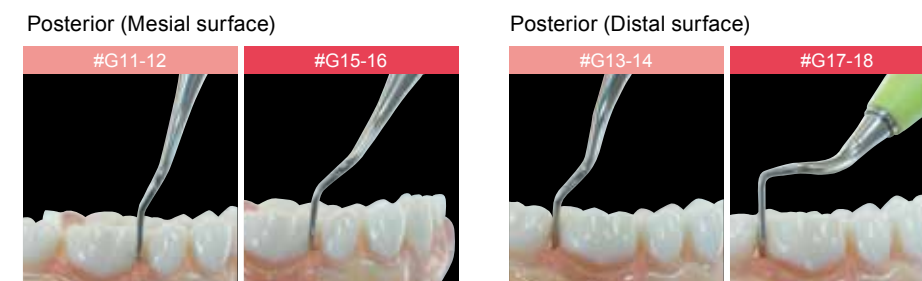 Posterior (Mesial surface)
Posterior (Distal surface)
#G11-12
#G15-16
#G13-14
#G17-18